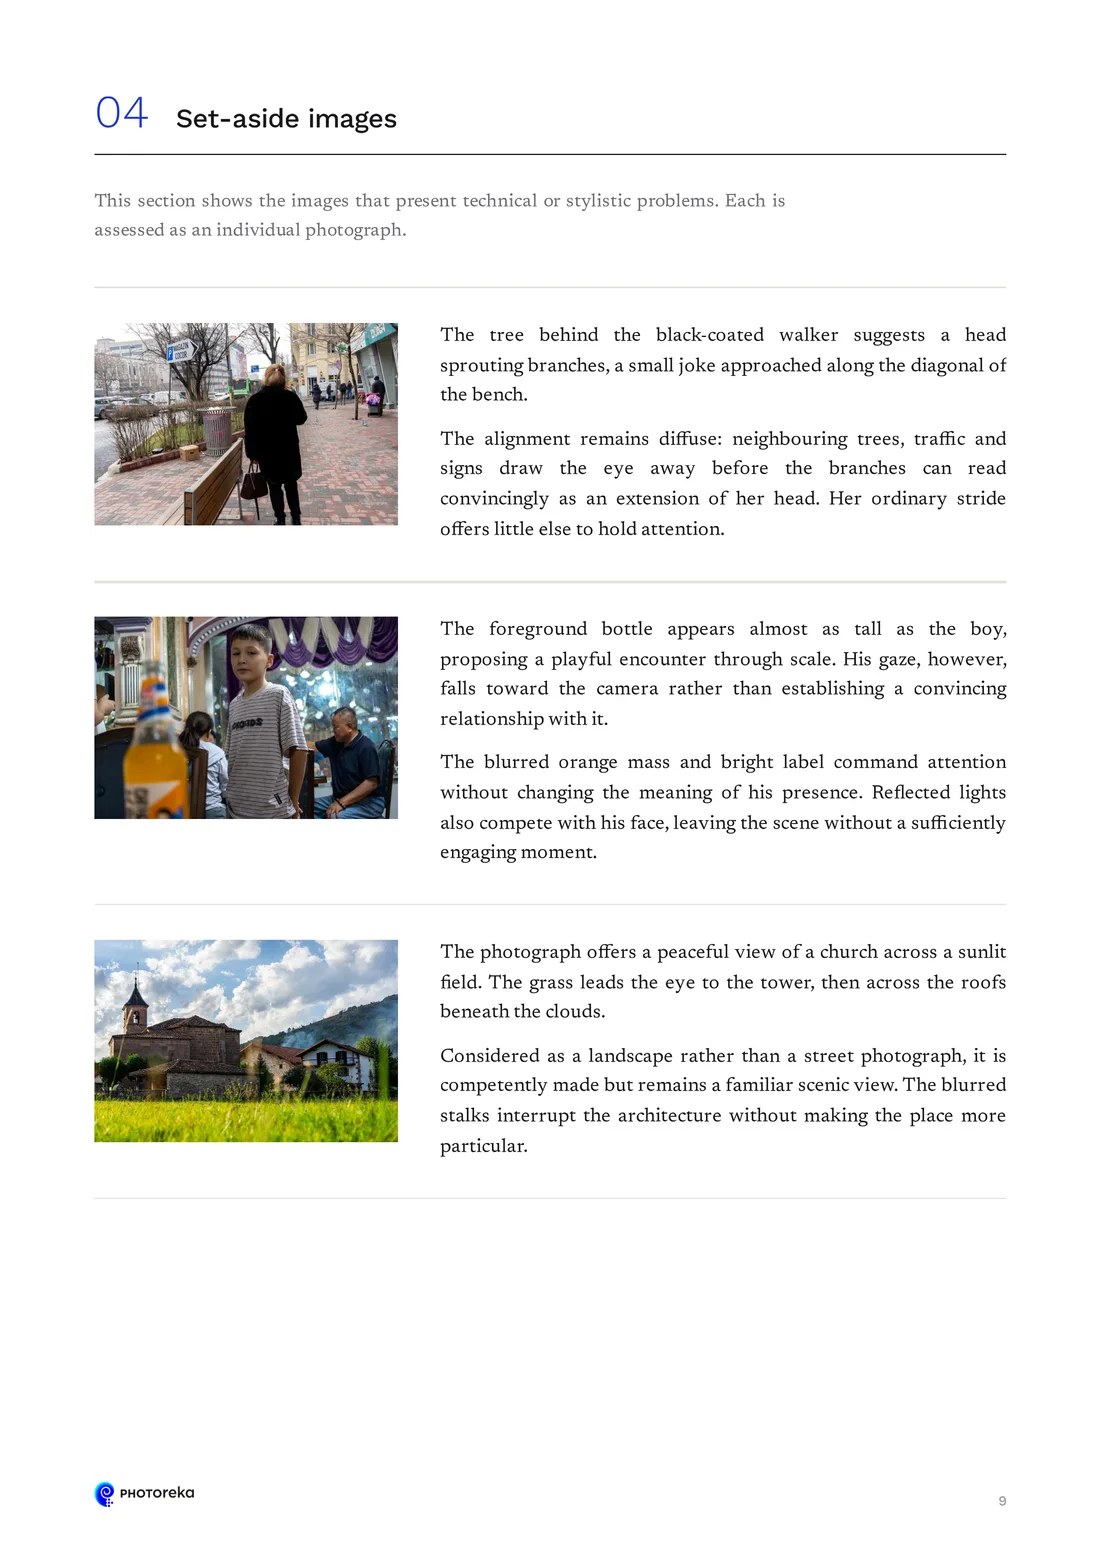 04 Set-aside images
This section shows the images that present technical or stylistic problems. Each is
assessed as an individual photograph.
The tree behind the black-coated walker suggests a head
sprouting branches, a small joke approached along the diagonal of
the bench.
The alignment remains diffuse: neighbouring trees, traffic and
signs draw the eye away before the branches can read
convincingly as an extension of her head. Her ordinary stride
offers little else to hold attention.
The foreground bottle appears almost as tall as the boy,
proposing a playful encounter through scale. His gaze, however,
falls toward the camera rather than establishing a convincing
relationship with it.
The blurred orange mass and bright label command attention
without changing the meaning of his presence. Reflected lights
also compete with his face, leaving the scene without a sufficiently
engaging moment.
The photograph offers a peaceful view of a church across a sunlit
field. The grass leads the eye to the tower, then across the roofs
beneath the clouds.
Considered as a landscape rather than a street photograph, it is
competently made but remains a familiar scenic view. The blurred
stalks interrupt the architecture without making the place more
particular.
PHOToreka
9